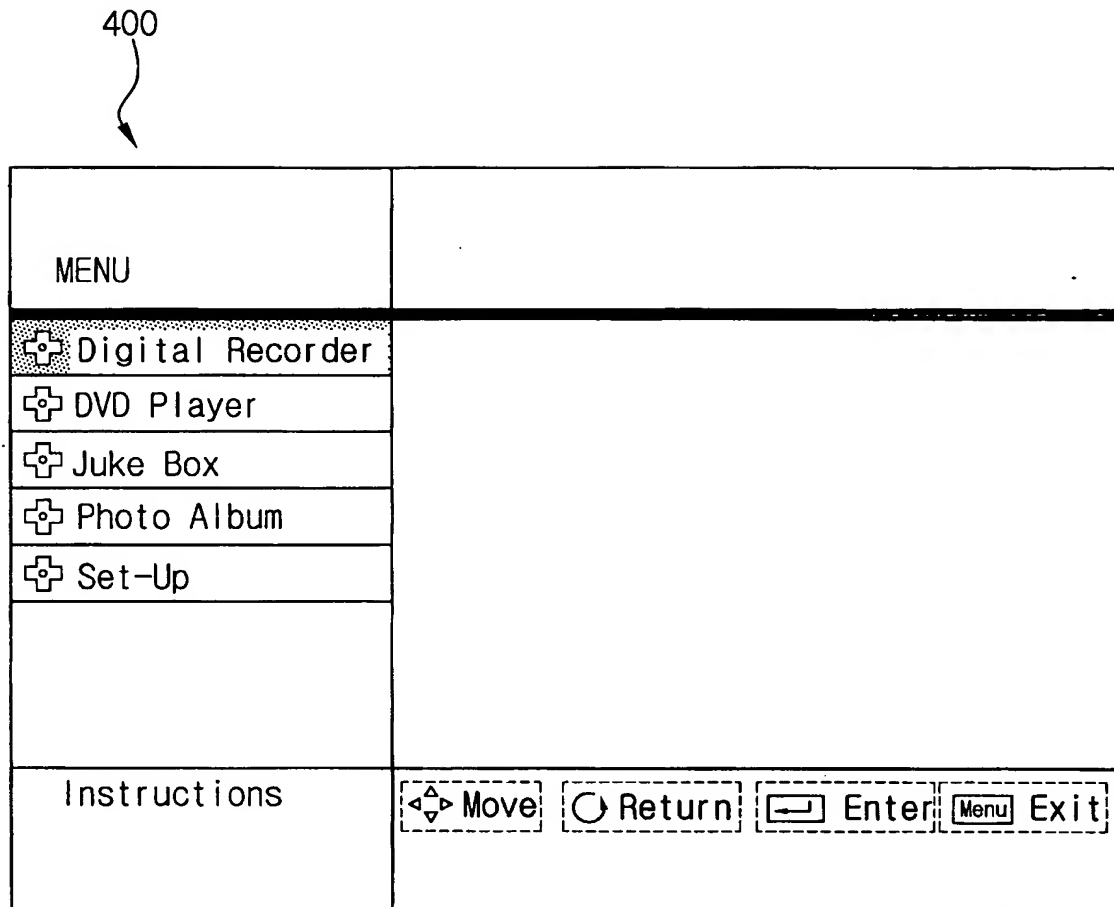 400
MENU
Digital Recorder
DVD Player
Juke Box
Photo Album
Set-Up
Instructions Move Return Enter Menu Exit